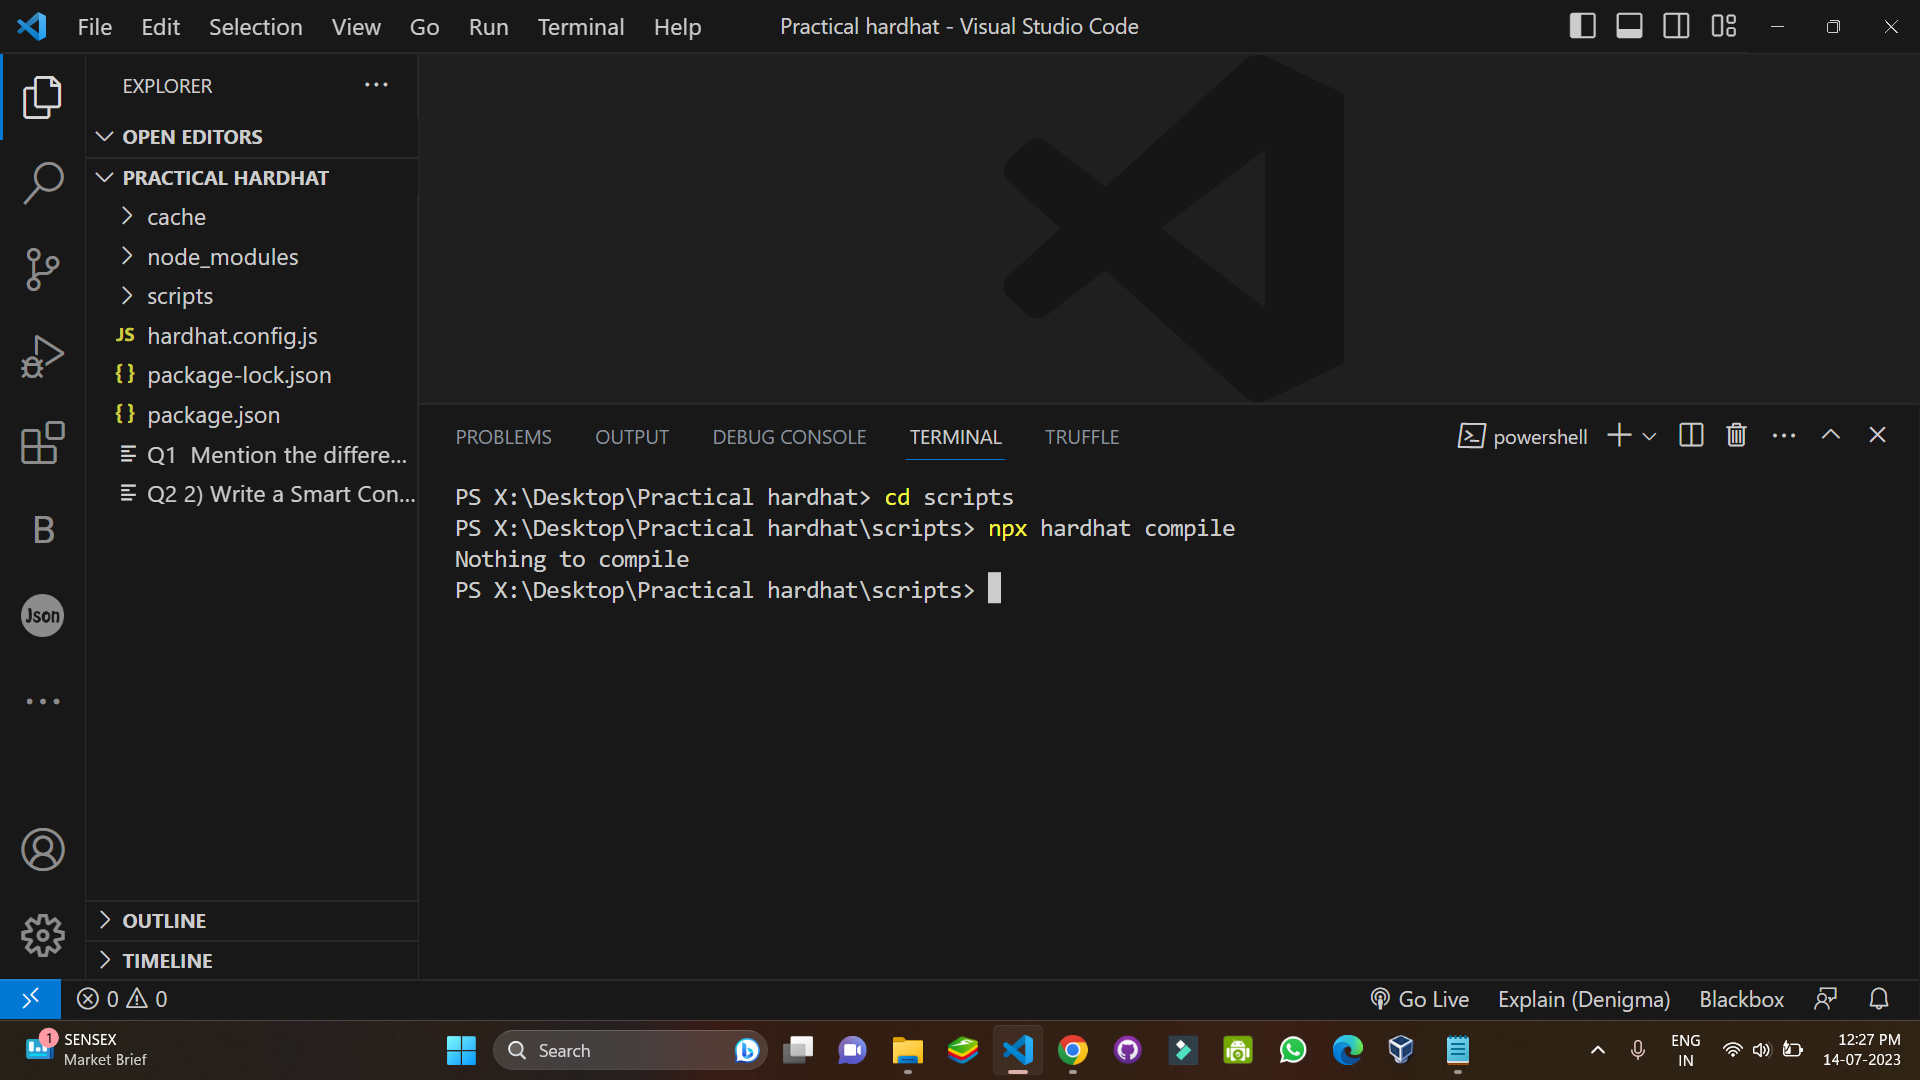 File Edit Selection View Go Run Terminal Help
Practical hardhat - Visual Studio Code
EXPLORER
OPEN EDITORS
PRACTICAL HARDHAT
cache
node_modules
scripts
JS hardhat.config.js
{} package-lock.json
{} package.json
Q1 Mention the differe...
Q2 2) Write a Smart Con...
B
Json
OUTLINE
TIMELINE
PROBLEMS OUTPUT DEBUG CONSOLE TERMINAL TRUFFLE
powershell
PS X:\Desktop\Practical hardhat> cd scripts
PS X:\Desktop\Practical hardhat\scripts> npx hardhat compile
Nothing to compile
PS X:\Desktop\Practical hardhat\scripts>
0 0
Go Live Explain (Denigma) Blackbox
1
SENSEX
Market Brief
Search
ENG
IN
12:27 PM
14-07-2023